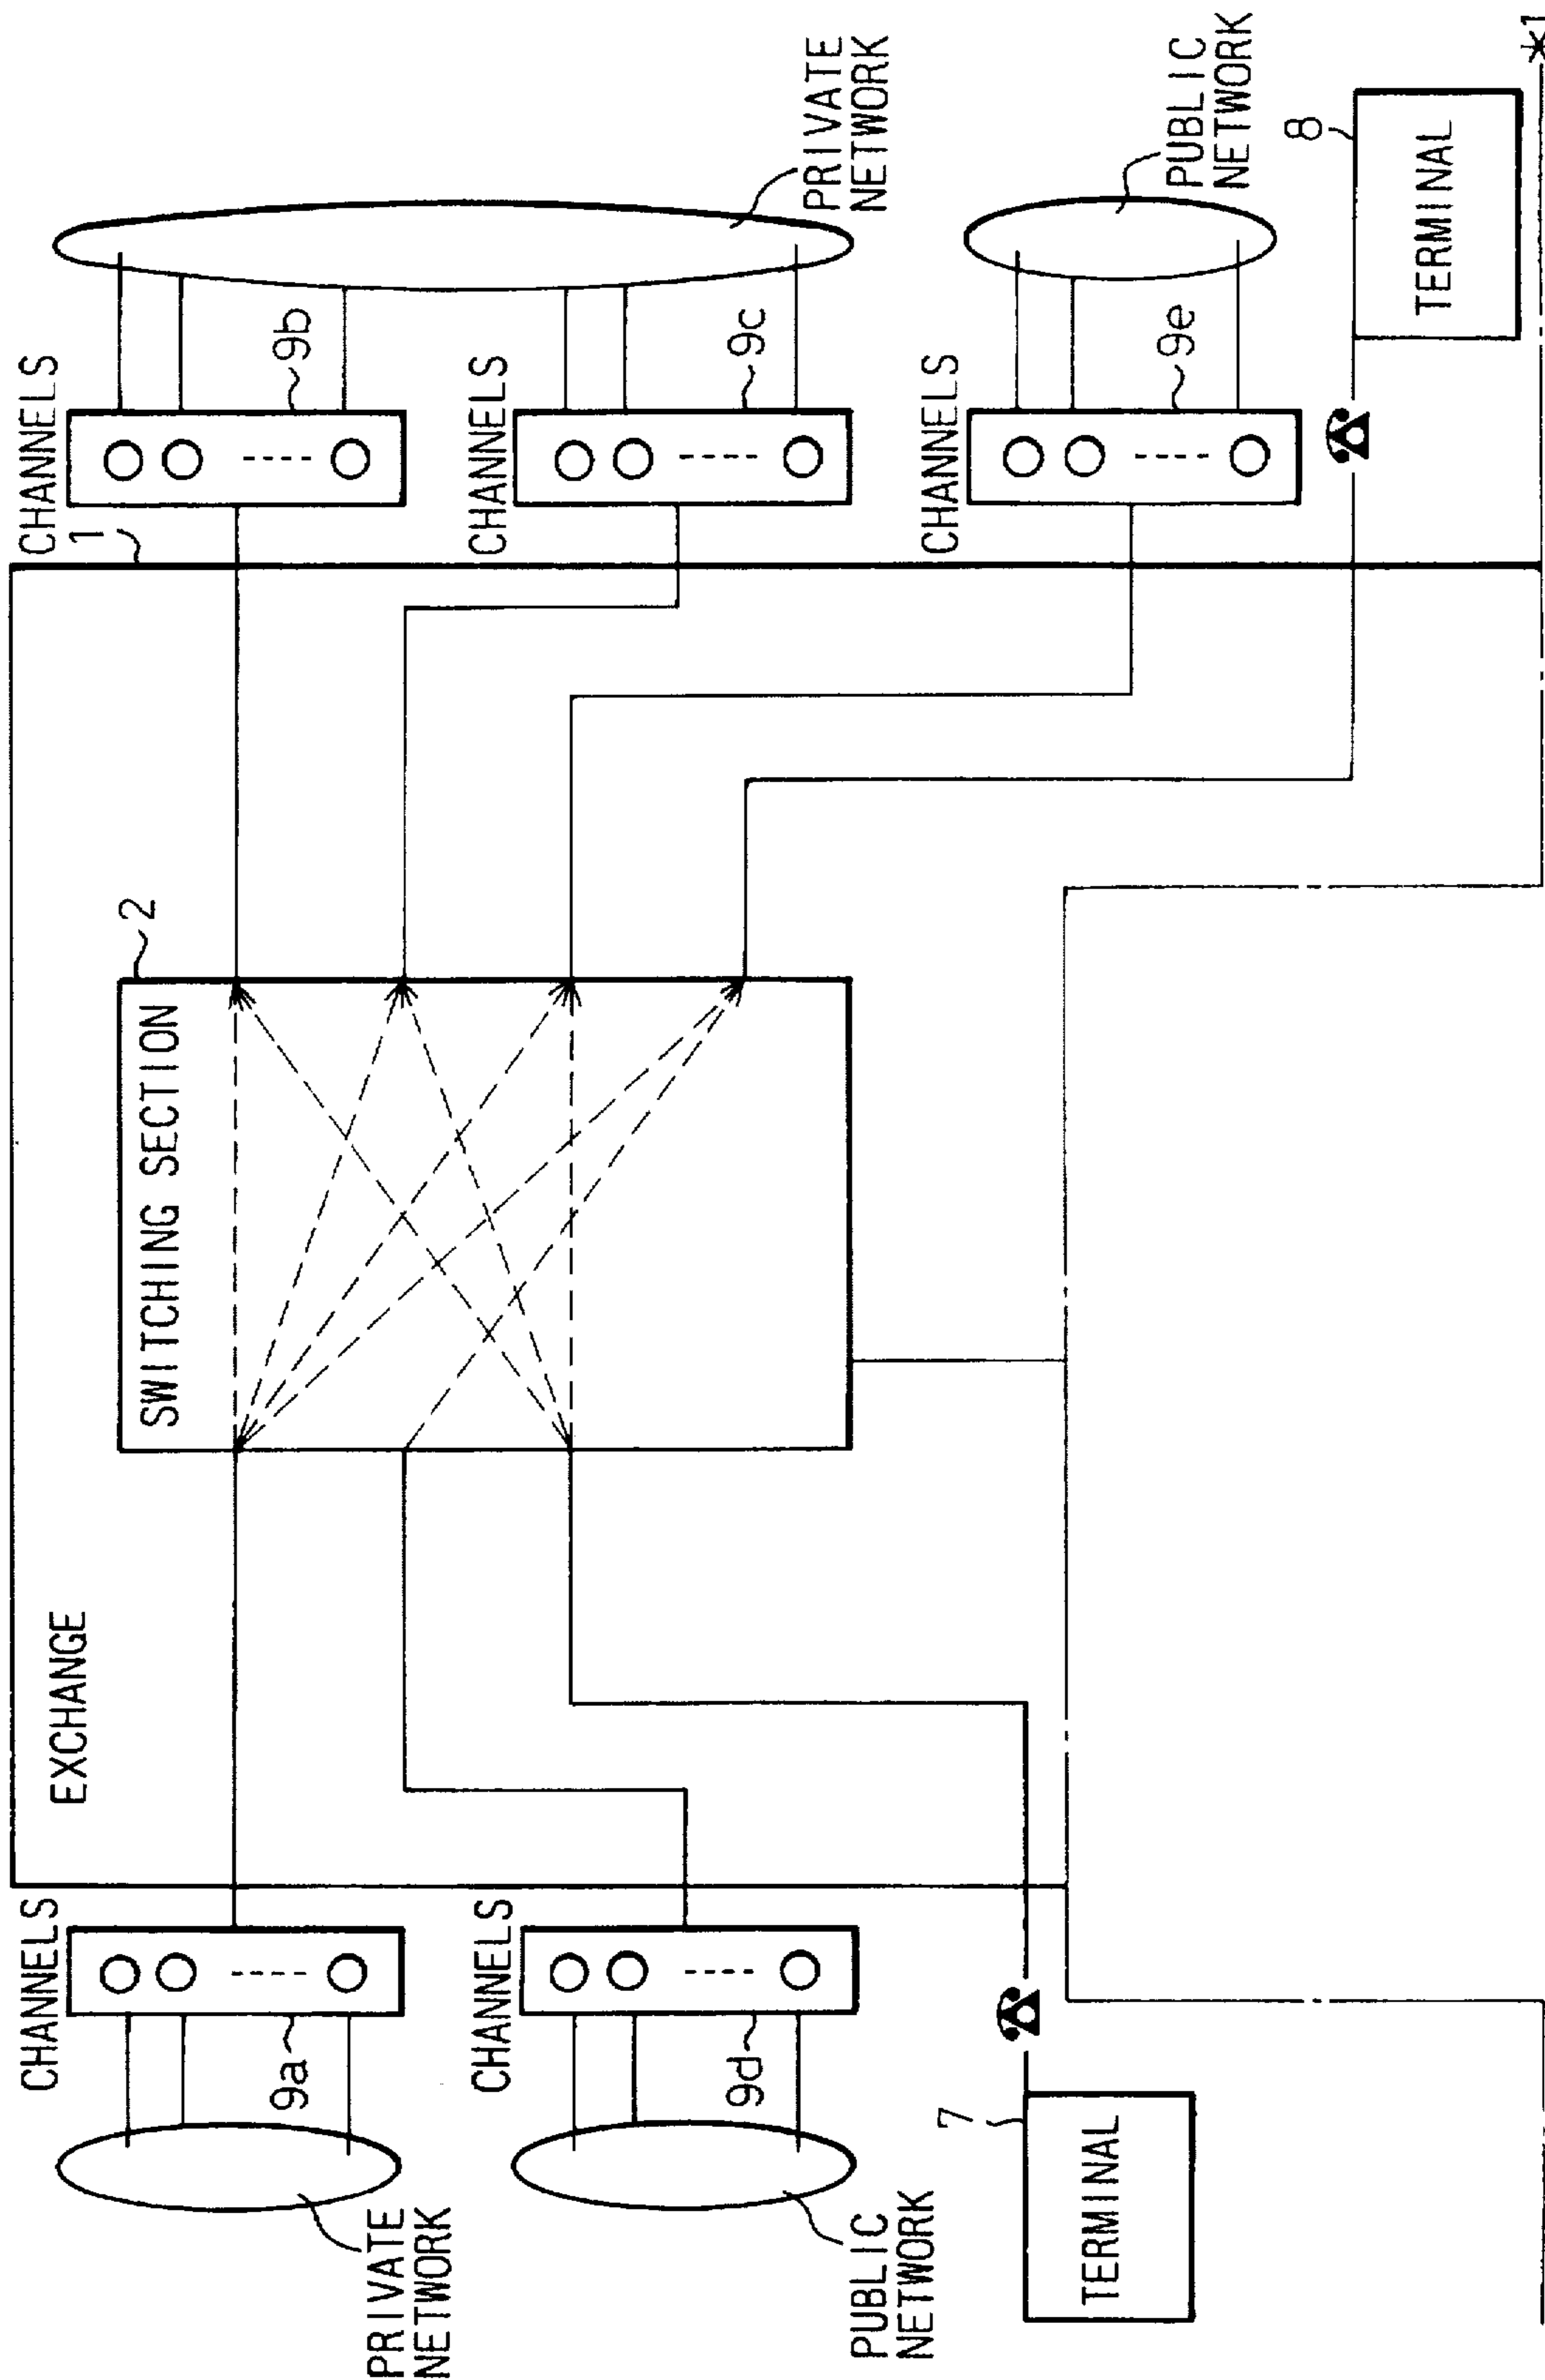 EXCHANGE
1
SWITCHING SECTION
2
CHANNELS
9a
PRIVATE
NETWORK
CHANNELS
9d
PUBLIC
NETWORK
7
TERMINAL
CHANNELS
9b
CHANNELS
9c
PRIVATE
NETWORK
CHANNELS
9e
PUBLIC
NETWORK
8
TERMINAL
*1